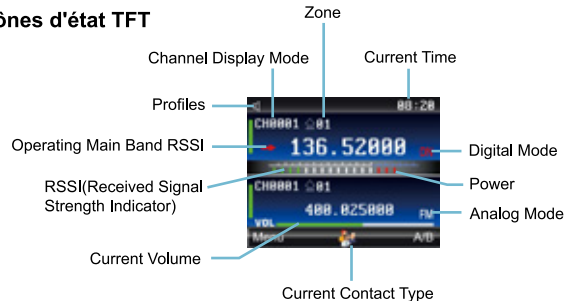 ônes d'état TFT
Zone
Channel Display Mode
Current Time
Profiles
08:20
CH0001 01
Operating Main Band RSSI
136.52000
Digital Mode
RSSI(Received Signal
Strength Indicator)
Power
CH0001 01
400.025000
FM
Analog Mode
VOL
Menu
A/B
Current Volume
Current Contact Type